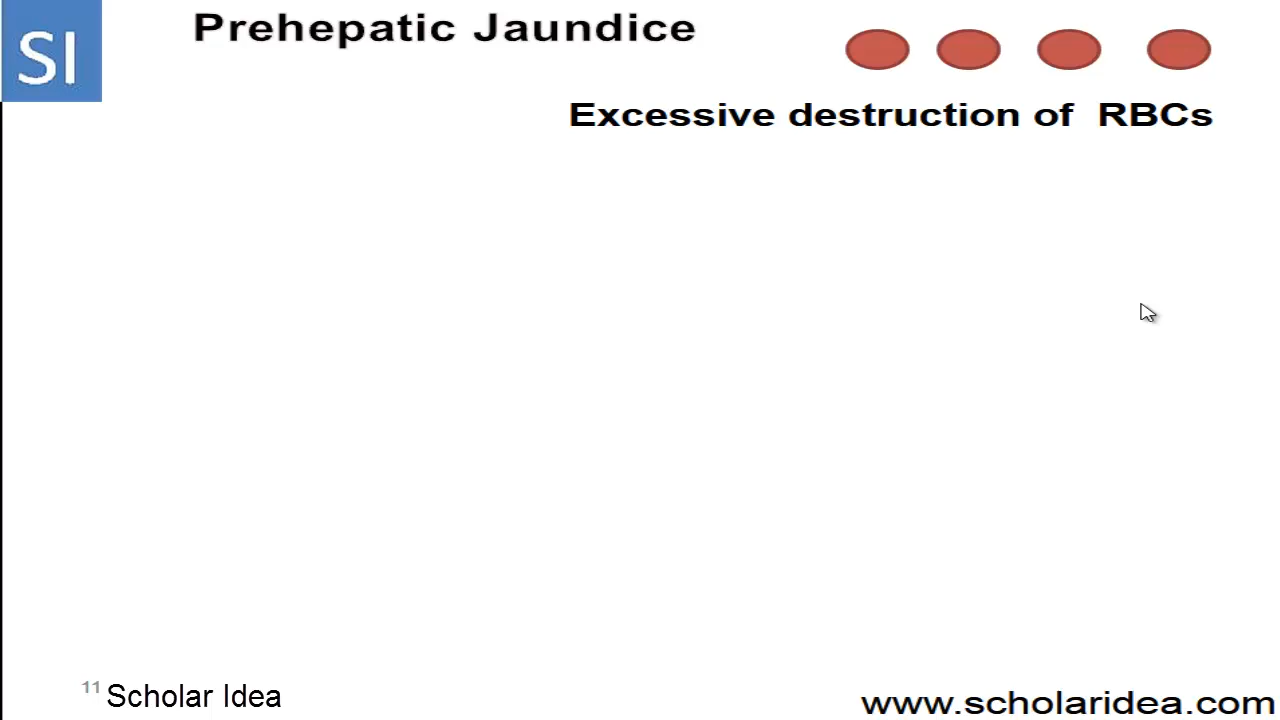 SI
Prehepatic Jaundice
Excessive destruction of RBCs
11 Scholar Idea
www.scholaridea.com